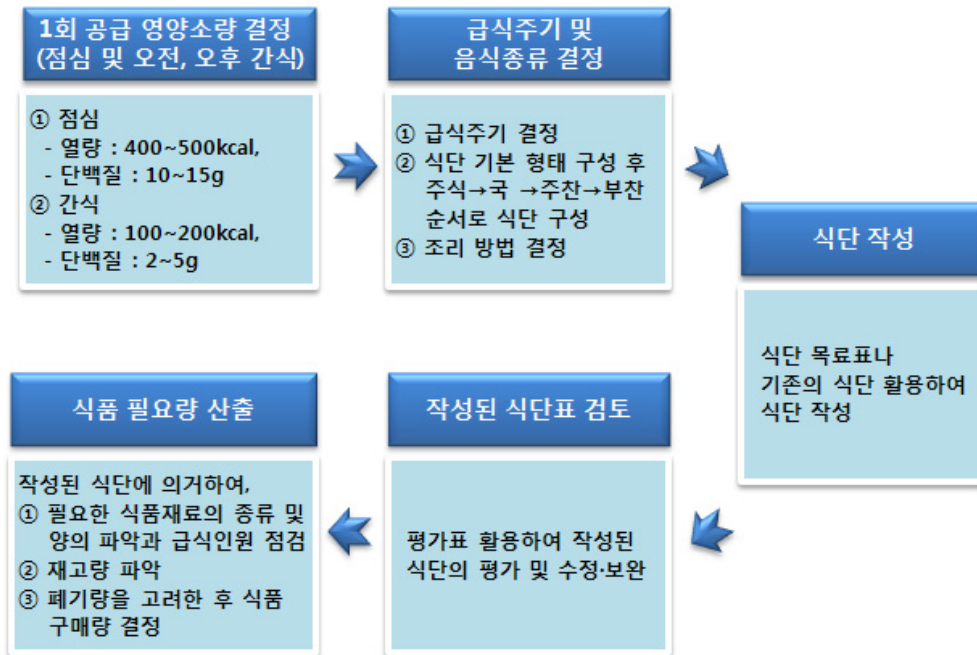 1회 공급 영양소량 결정
(점심 및 오전, 오후 간식)
① 점심
- 열량 : 400~500kcal,
- 단백질 : 10~15g
② 간식
- 열량 : 100~200kcal,
- 단백질 : 2~5g
급식주기 및
음식종류 결정
① 급식주기 결정
② 식단 기본 형태 구성 후
주식→국 →주찬→부찬
순서로 식단 구성
③ 조리 방법 결정
식단 작성
식단 목표표나
기존의 식단 활용하여
식단 작성
작성된 식단표 검토
평가표 활용하여 작성된
식단의 평가 및 수정·보완
식품 필요량 산출
작성된 식단에 의거하여,
① 필요한 식품재료의 종류 및
양의 파악과 급식인원 점검
② 재고량 파악
③ 폐기량을 고려한 후 식품
구매량 결정